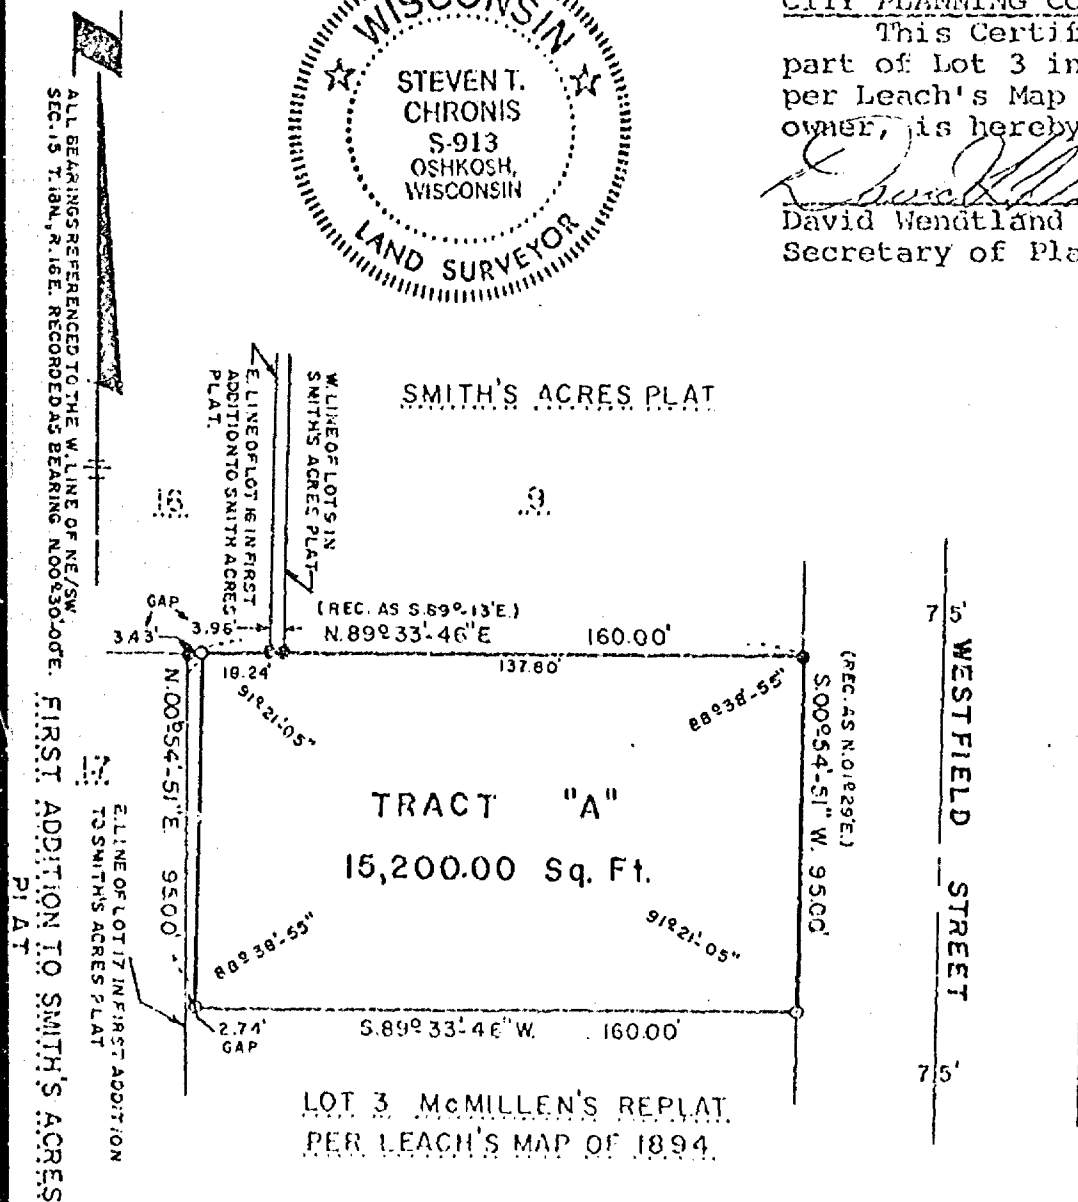 WISCONSIN
STEVEN T.
CHRONIS
S-913
OSHKOSH,
WISCONSIN
LAND SURVEYOR
CITY PLANNING CO
This Certif
part of Lot 3 in
per Leach's Map
owner, is hereby
David Wendtland
Secretary of Pla
ALL BEARINGS REFERENCED TO THE W. LINE OF NE/SW
SEC. 15 T. 18N., R. 16E. RECORDED AS BEARING N.00°30'-00"E.
E. LINE OF LOT 16 IN FIRST
ADDITION TO SMITH ACRES
PLAT.
W. LINE OF LOTS IN
SMITH'S ACRES PLAT
SMITH'S ACRES PLAT
16
9
GAP
3.43'
3.96'
(REC. AS S.89°-13'E.)
N.89°33'-46"E
160.00'
18.24'
137.80'
91°21'-05"
88°38'-55"
N.00°54'-51"E 95.00'
S.00°54'-51" W. 95.00'
(REC. AS N.01°29'E.)
75'
WESTFIELD STREET
75'
TRACT "A"
15,200.00 Sq. Ft.
88°38'-55"
91°21'-05"
2.74'
GAP
S.89°33'-46"W.
160.00'
17
E. LINE OF LOT 17 IN FIRST ADDITION
TO SMITH'S ACRES PLAT
FIRST ADDITION TO SMITH'S ACRES
PLAT
LOT 3 McMILLEN'S REPLAT
PER LEACH'S MAP OF 1894